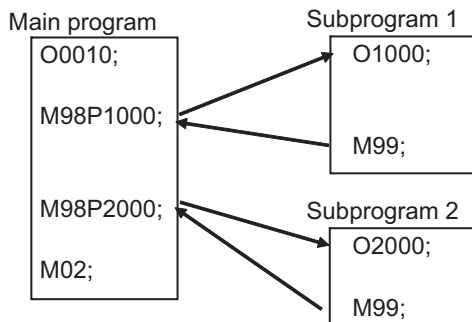 Main program
O0010;
M98P1000;
M98P2000;
M02;
Subprogram 1
O1000;
M99;
Subprogram 2
O2000;
M99;